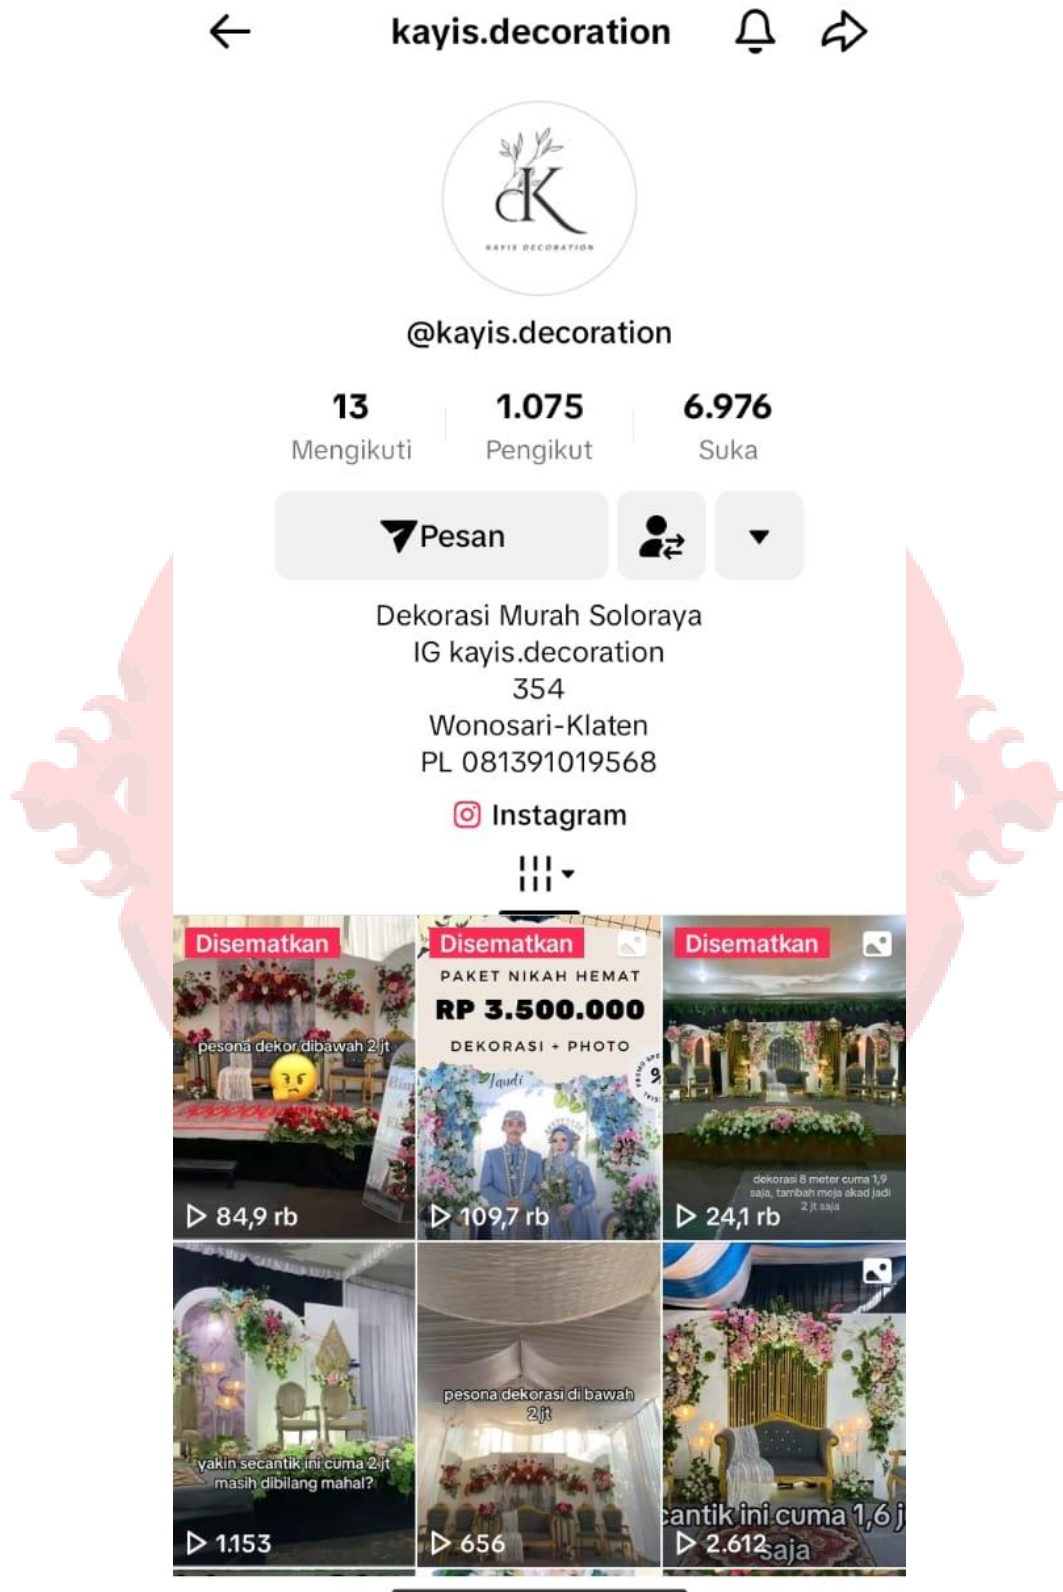 kayis.decoration
K
KAYIS DECORATION
@kayis.decoration
13 1.075 6.976
Mengikuti Pengikut Suka
Pesan
Dekorasi Murah Soloraya
IG kayis.decoration
354
Wonosari-Klaten
PL 081391019568
Instagram
Disematkan
pesona dekor dibawah 2 jt
84,9 rb
Disematkan
PAKET NIKAH HEMAT
RP 3.500.000
DEKORASI + PHOTO
%
109,7 rb
Disematkan
dekorasi 8 meter cuma 1,9
saja, tambah meja akad jadi
2 jt saja
24,1 rb
yakin secantik ini cuma 2 jt
masih dibilang mahal?
1.153
pesona dekorasi di bawah
2 jt
656
cantik ini cuma 1,6 j
saja
2.612